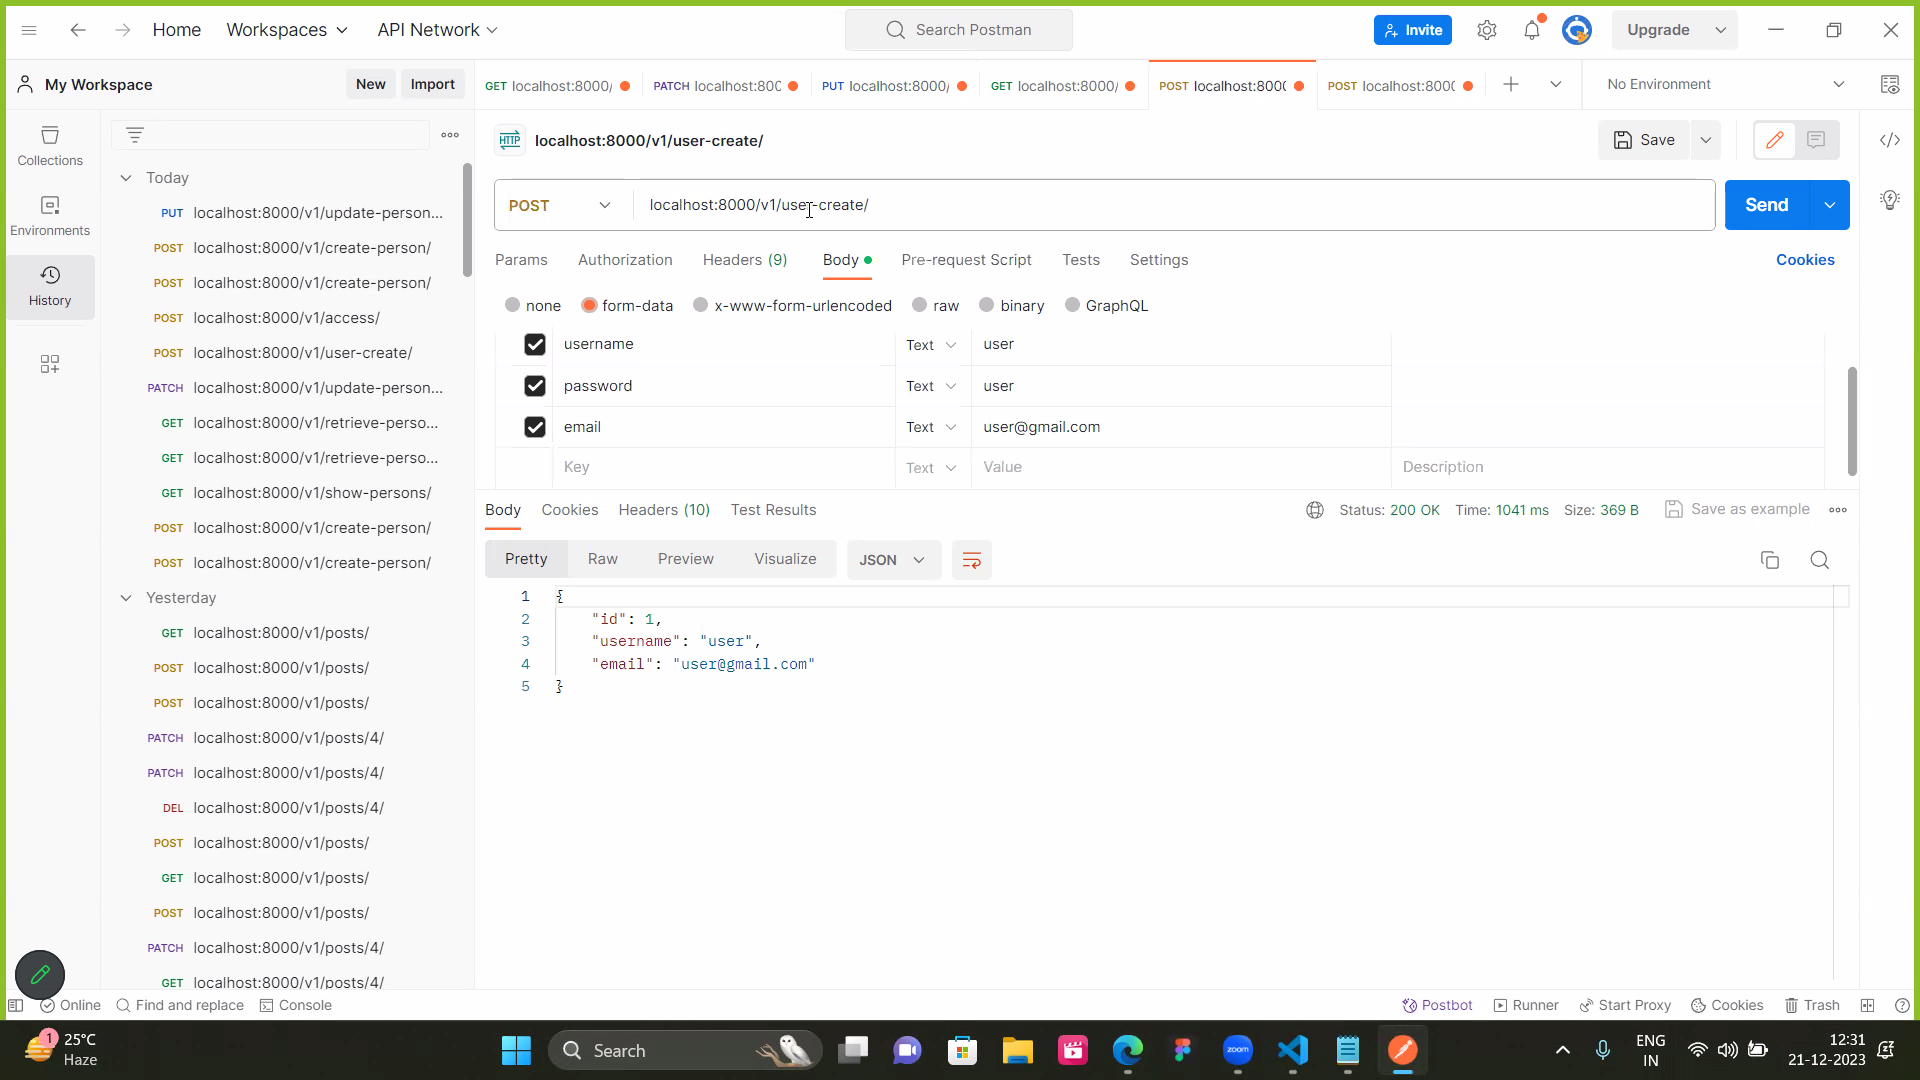 Home
Workspaces
API Network
Search Postman
Invite
Upgrade
My Workspace
New
Import
GET localhost:8000/
PATCH localhost:800
PUT localhost:8000/
GET localhost:8000/
POST localhost:8000
POST localhost:8000
No Environment
Collections
Environments
History
Today
PUT localhost:8000/v1/update-person...
POST localhost:8000/v1/create-person/
POST localhost:8000/v1/create-person/
POST localhost:8000/v1/access/
POST localhost:8000/v1/user-create/
PATCH localhost:8000/v1/update-person...
GET localhost:8000/v1/retrieve-perso...
GET localhost:8000/v1/retrieve-perso...
GET localhost:8000/v1/show-persons/
POST localhost:8000/v1/create-person/
POST localhost:8000/v1/create-person/
Yesterday
GET localhost:8000/v1/posts/
POST localhost:8000/v1/posts/
POST localhost:8000/v1/posts/
PATCH localhost:8000/v1/posts/4/
PATCH localhost:8000/v1/posts/4/
DEL localhost:8000/v1/posts/4/
POST localhost:8000/v1/posts/
GET localhost:8000/v1/posts/
POST localhost:8000/v1/posts/
PATCH localhost:8000/v1/posts/4/
GET localhost:8000/v1/posts/4/
HTTP localhost:8000/v1/user-create/
Save
POST localhost:8000/v1/user-create/
Send
Params Authorization Headers (9) Body Pre-request Script Tests Settings Cookies
none form-data x-www-form-urlencoded raw binary GraphQL
username Text user
password Text user
email Text user@gmail.com
Key Text Value Description
Body Cookies Headers (10) Test Results
Status: 200 OK Time: 1041 ms Size: 369 B Save as example
Pretty Raw Preview Visualize JSON
1 {
2 "id": 1,
3 "username": "user",
4 "email": "user@gmail.com"
5 }
Online Find and replace Console
Postbot Runner Start Proxy Cookies Trash
1
25°C
Haze
Search
zoom
ENG
IN
12:31
21-12-2023